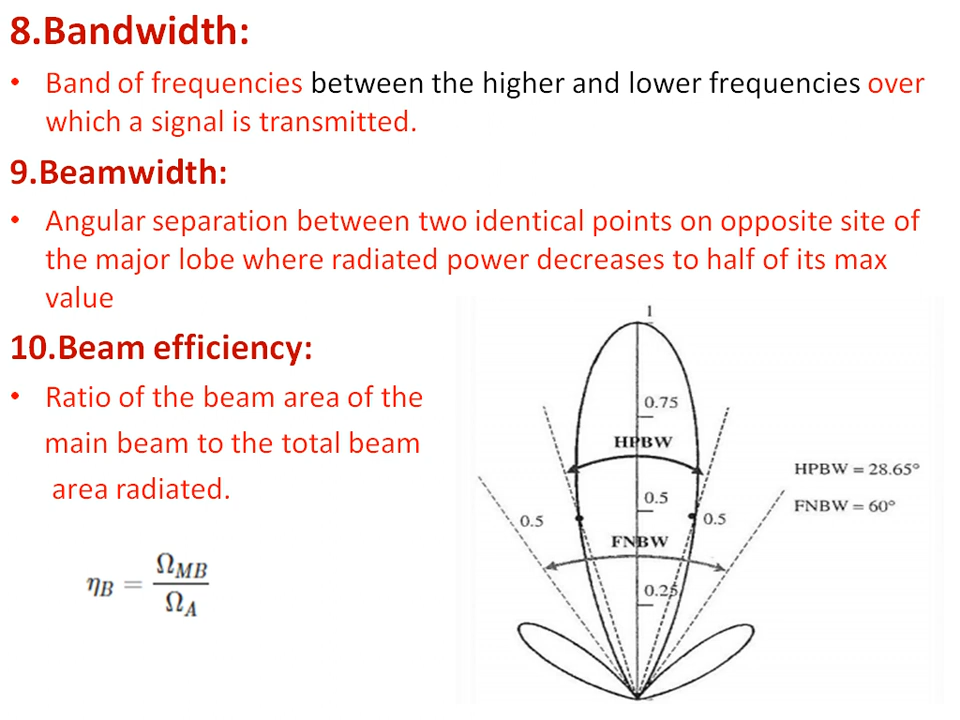 8.Bandwidth:
• Band of frequencies between the higher and lower frequencies over
which a signal is transmitted.
9.Beamwidth:
• Angular separation between two identical points on opposite site of
the major lobe where radiated power decreases to half of its max
value
10.Beam efficiency:
• Ratio of the beam area of the
main beam to the total beam
area radiated.
ηB = ΩMB / ΩA
1
0.75
HPBW
HPBW = 28.65°
0.5
FNBW = 60°
0.5
0.5
FNBW
0.25